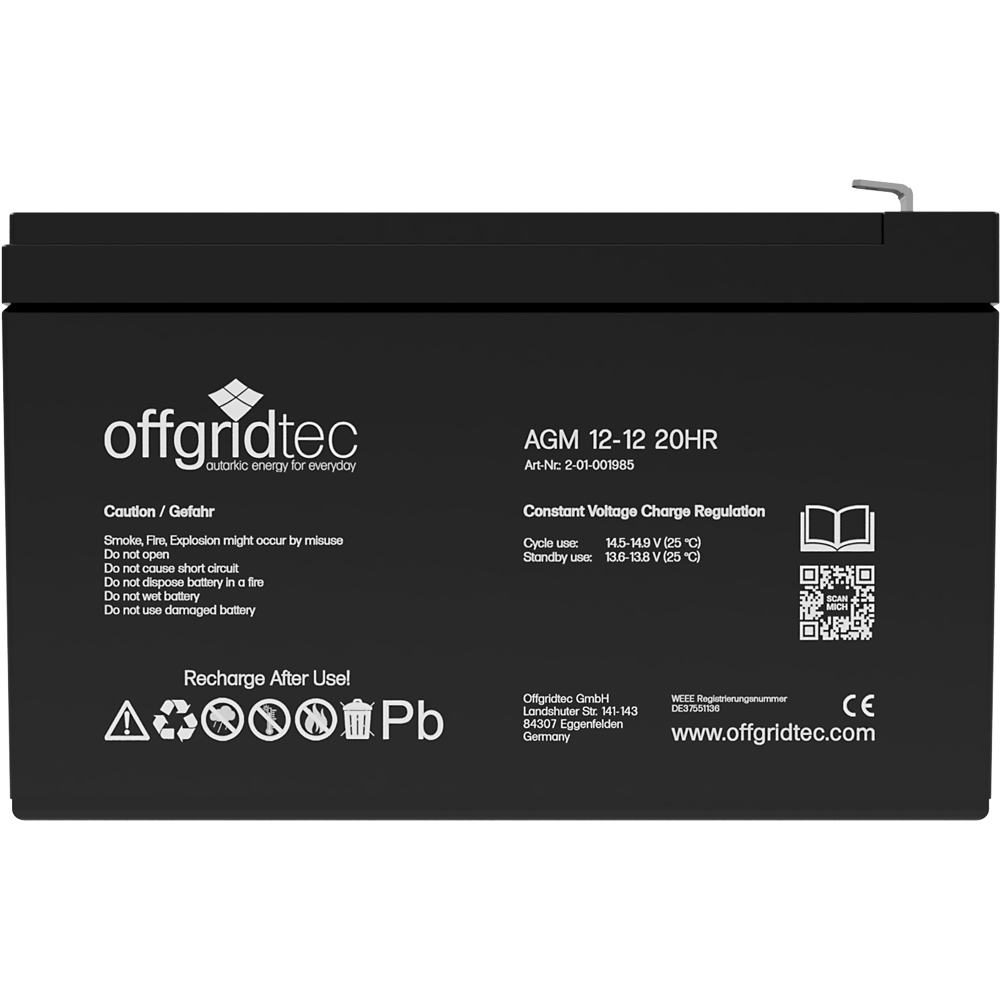 offgridtec
autarkic energy for everyday
AGM 12-12 20HR
Art-Nr.: 2-01-001985
Caution / Gefahr
Smoke, Fire, Explosion might occur by misuse
Do not open
Do not cause short circuit
Do not dispose battery in a fire
Do not wet battery
Do not use damaged battery
Constant Voltage Charge Regulation
Cycle use: 14.5-14.9 V (25 °C)
Standby use: 13.6-13.8 V (25 °C)
SCAN
MICH
Recharge After Use!
Pb
Offgridtec GmbH
Landshuter Str. 141-143
84307 Eggenfelden
Germany
WEEE Registrierungsnummer
DE37551136
CE
www.offgridtec.com